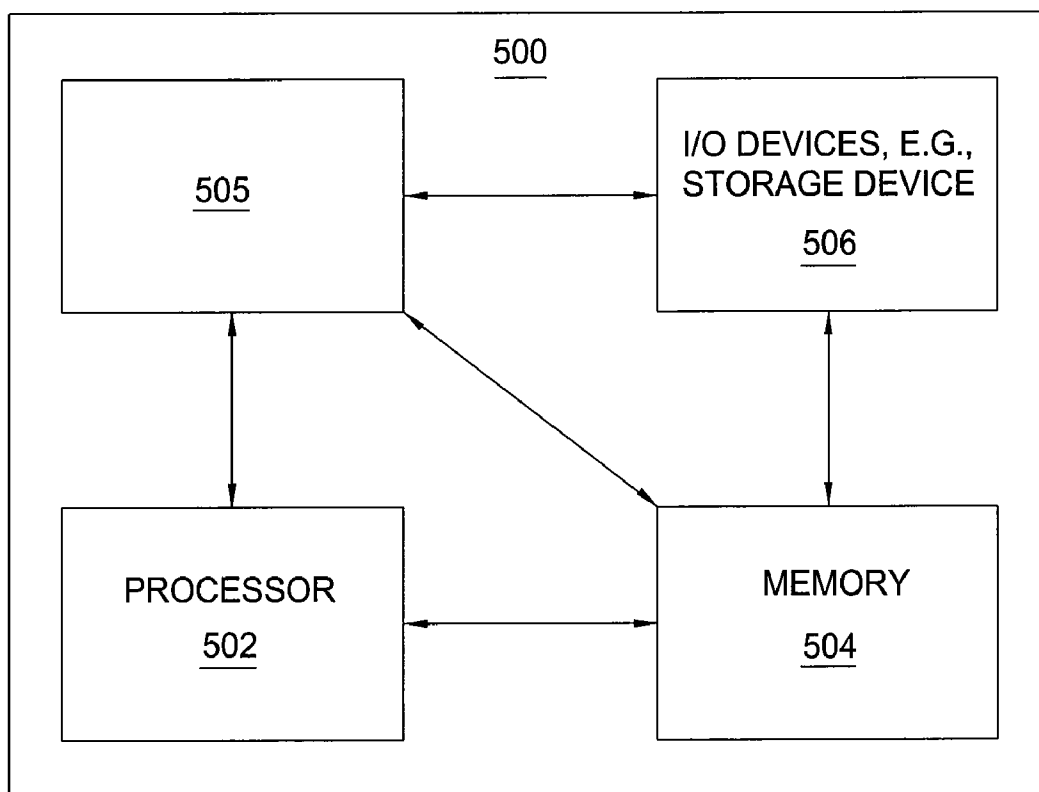 500
505
I/O DEVICES, E.G.,
STORAGE DEVICE
506
PROCESSOR
502
MEMORY
504